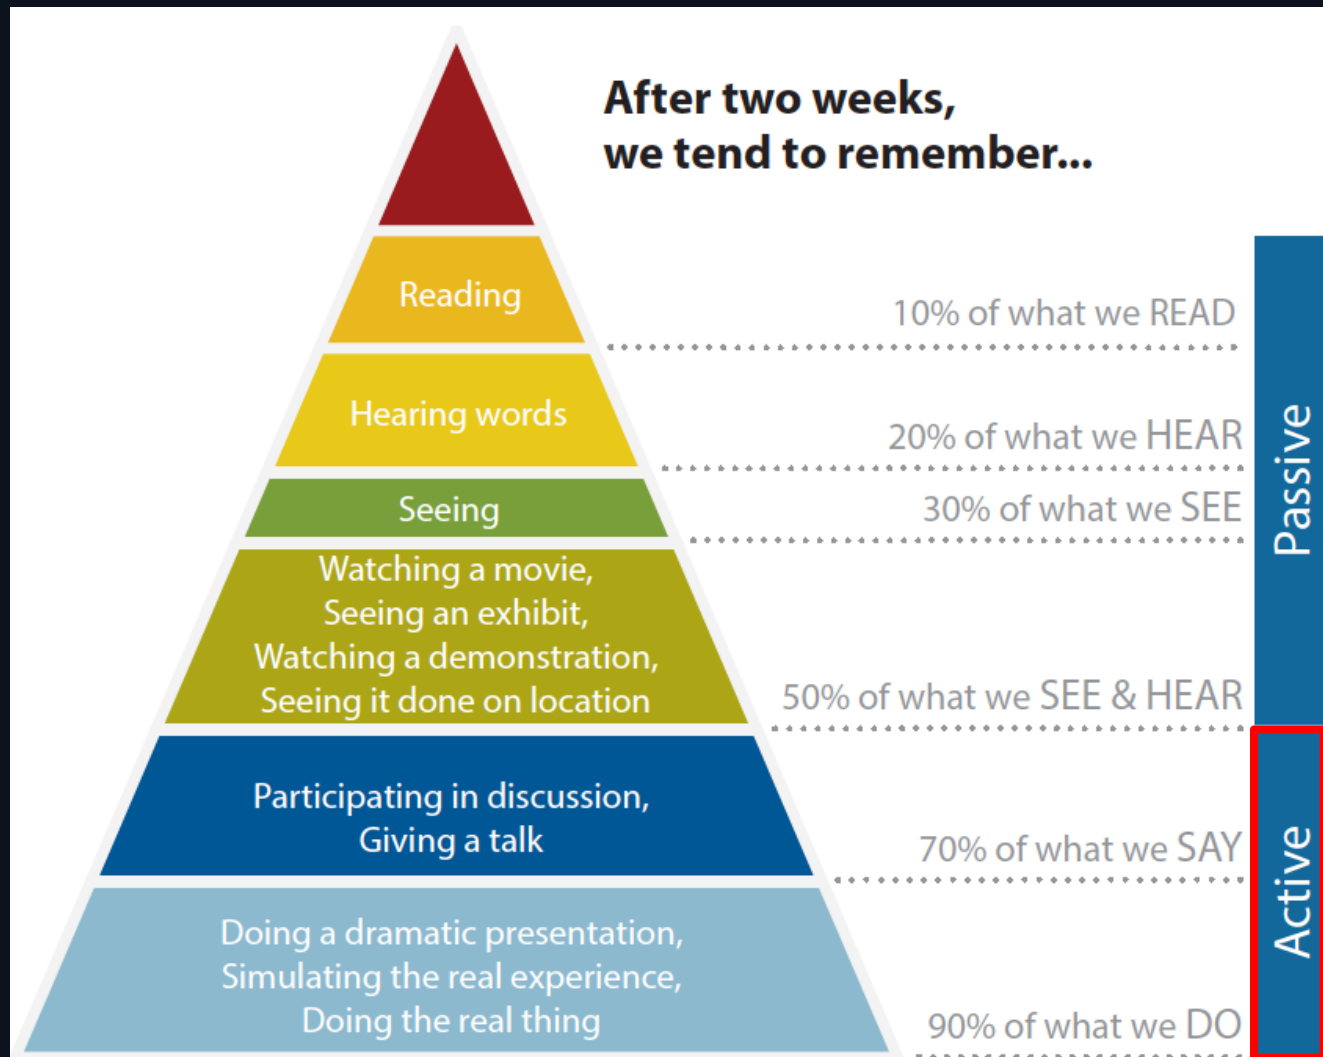 After two weeks,
we tend to remember...
Reading
10% of what we READ
Hearing words
20% of what we HEAR
Seeing
30% of what we SEE
Watching a movie,
Seeing an exhibit,
Watching a demonstration,
Seeing it done on location
50% of what we SEE & HEAR
Passive
Participating in discussion,
Giving a talk
70% of what we SAY
Doing a dramatic presentation,
Simulating the real experience,
Doing the real thing
90% of what we DO
Active